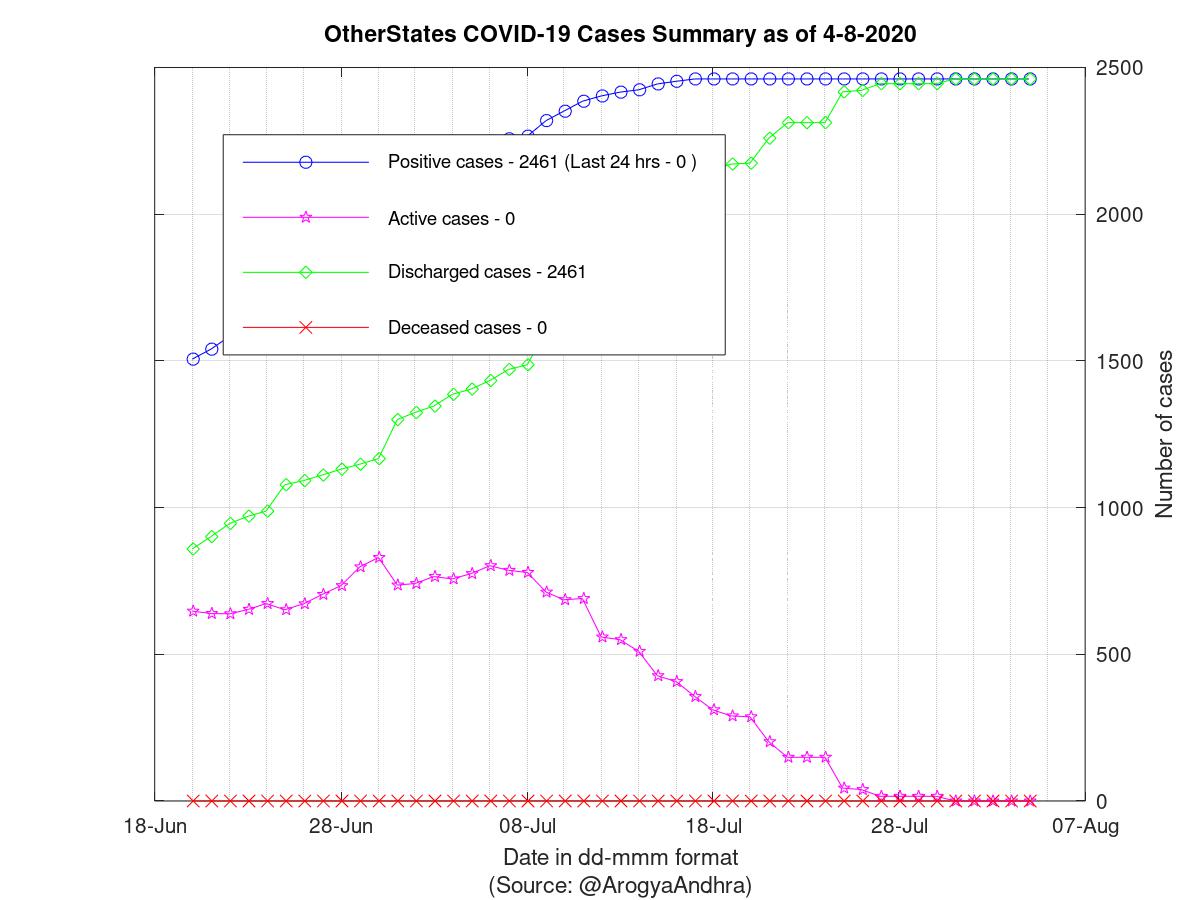 OtherStates COVID-19 Cases Summary as of 4-8-2020
Positive cases - 2461 (Last 24 hrs - 0 )
Active cases - 0
Discharged cases - 2461
Deceased cases - 0
2500
2000
1500
1000
500
0
Number of cases
18-Jun 28-Jun 08-Jul 18-Jul 28-Jul 07-Aug
Date in dd-mmm format
(Source: @ArogyaAndhra)